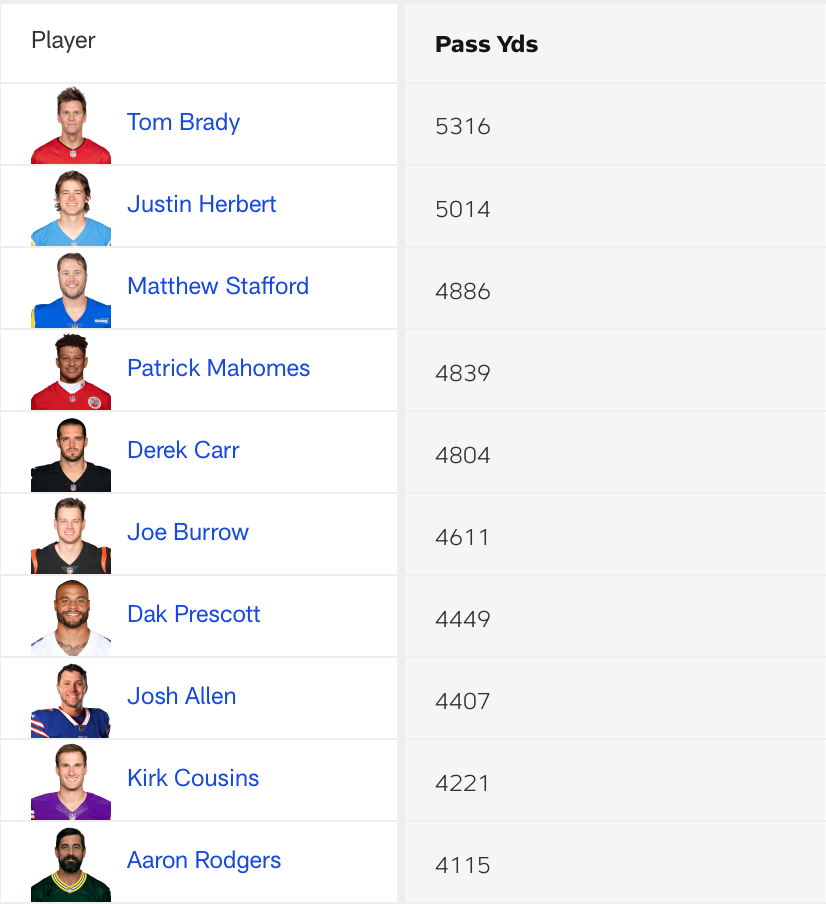 Player Pass Yds
Tom Brady 5316
Justin Herbert 5014
Matthew Stafford 4886
Patrick Mahomes 4839
Derek Carr 4804
Joe Burrow 4611
Dak Prescott 4449
Josh Allen 4407
Kirk Cousins 4221
Aaron Rodgers 4115